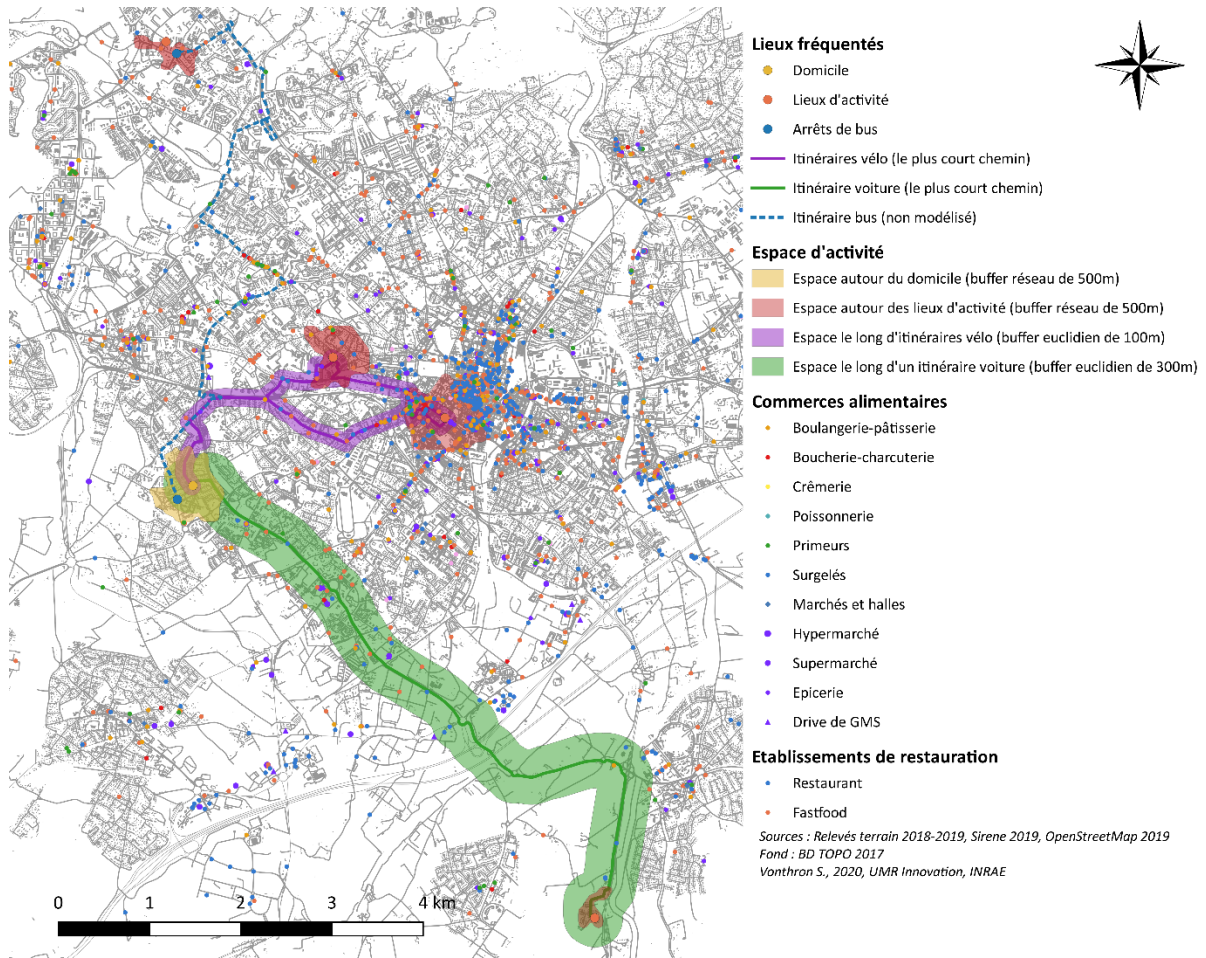 Lieux fréquentés
Domicile
Lieux d'activité
Arrêts de bus
Itinéraires vélo (le plus court chemin)
Itinéraire voiture (le plus court chemin)
Itinéraire bus (non modélisé)
Espace d'activité
Espace autour du domicile (buffer réseau de 500m)
Espace autour des lieux d'activité (buffer réseau de 500m)
Espace le long d'itinéraires vélo (buffer euclidien de 100m)
Espace le long d'un itinéraire voiture (buffer euclidien de 300m)
Commerces alimentaires
Boulangerie-pâtisserie
Boucherie-charcuterie
Crêmerie
Poissonnerie
Primeurs
Surgelés
Marchés et halles
Hypermarché
Supermarché
Epicerie
Drive de GMS
Etablissements de restauration
Restaurant
Fastfood
Sources : Relevés terrain 2018-2019, Sirene 2019, OpenStreetMap 2019
Fond : BD TOPO 2017
Vonthron S., 2020, UMR Innovation, INRAE
0 1 2 3 4 km